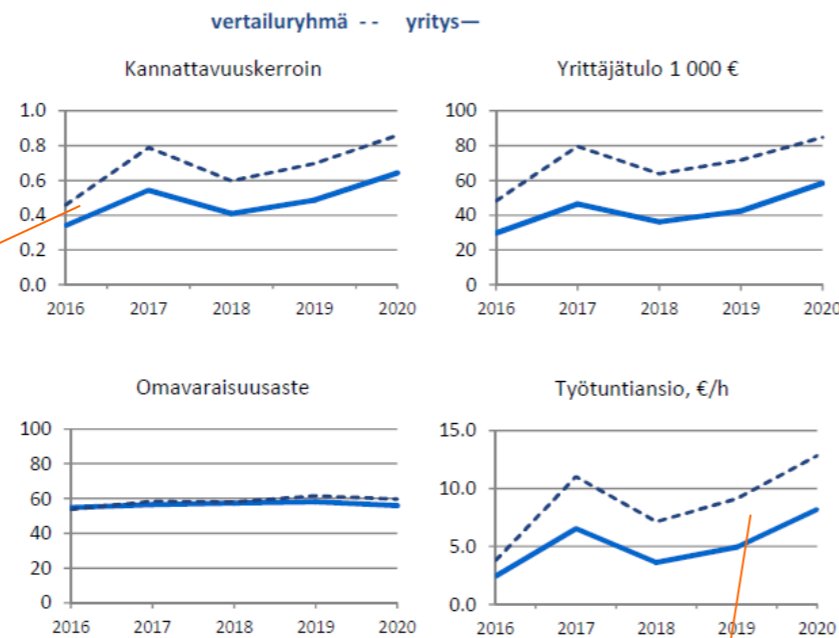 vertailuryhmä -- yritys—
Kannattavuuskerroin
1.0
0.8
0.6
0.4
0.2
0.0
2016 2017 2018 2019 2020
Yrittäjätulo 1 000 €
100
80
60
40
20
0
2016 2017 2018 2019 2020
Omavaraisuusaste
100
80
60
40
20
0
2016 2017 2018 2019 2020
Työtuntiansio, €/h
15.0
10.0
5.0
0.0
2016 2017 2018 2019 2020